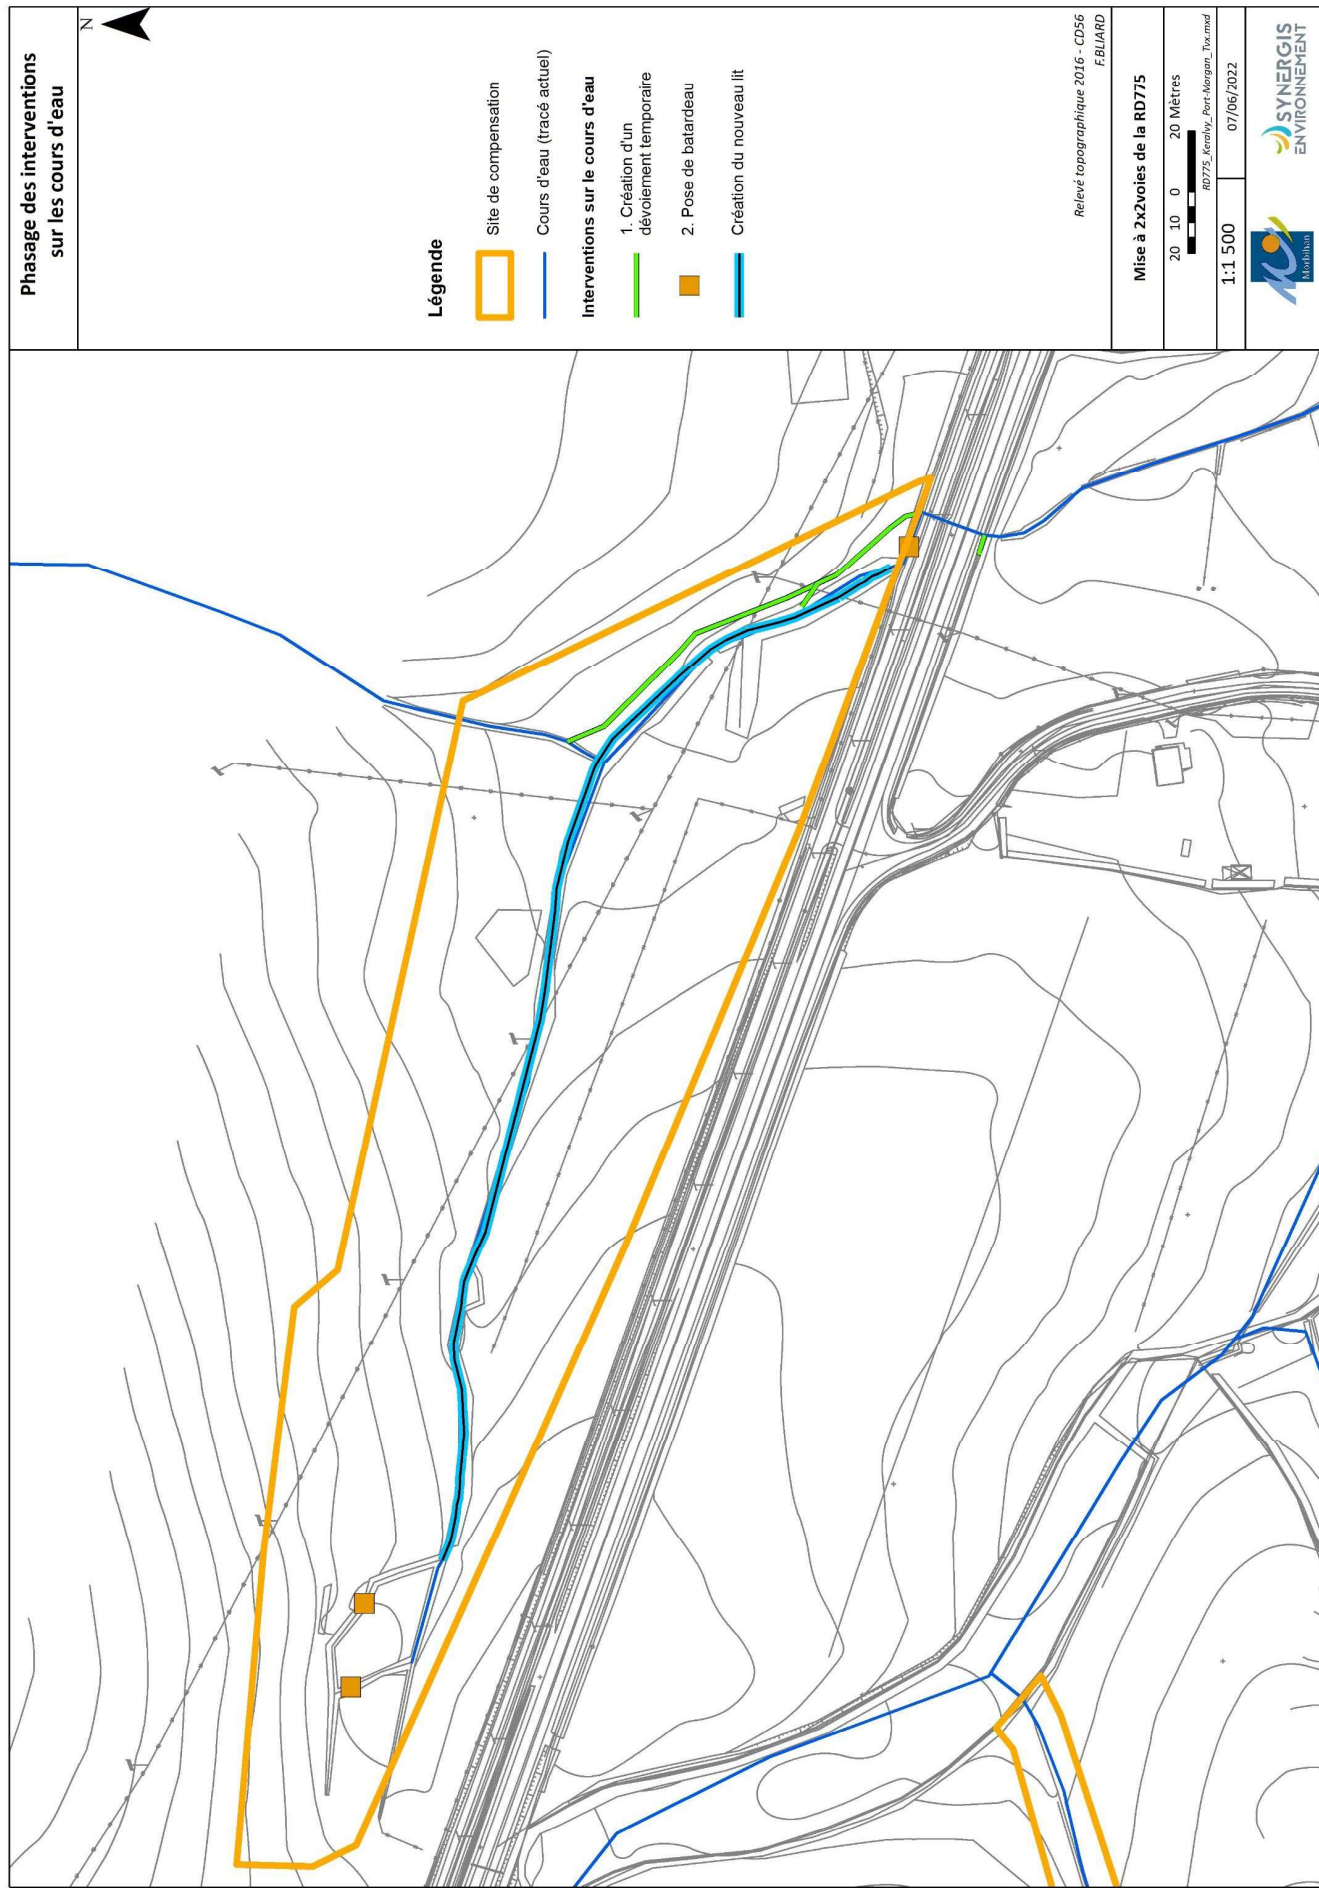 Phasage des interventions
sur les cours d'eau
N
Légende
Site de compensation
Cours d'eau (tracé actuel)
Interventions sur le cours d'eau
1. Création d'un
dévoiement temporaire
2. Pose de batardeau
Création du nouveau lit
Relevé topographique 2016 - CD56
F.BLIARD
Mise à 2x2voies de la RD775
20 10 0 20 Mètres
RD775_Keralvy_Port-Morgan_Tvx.mxd
1:1 500
07/06/2022
Morbihan
SYNERGIS
ENVIRONNEMENT